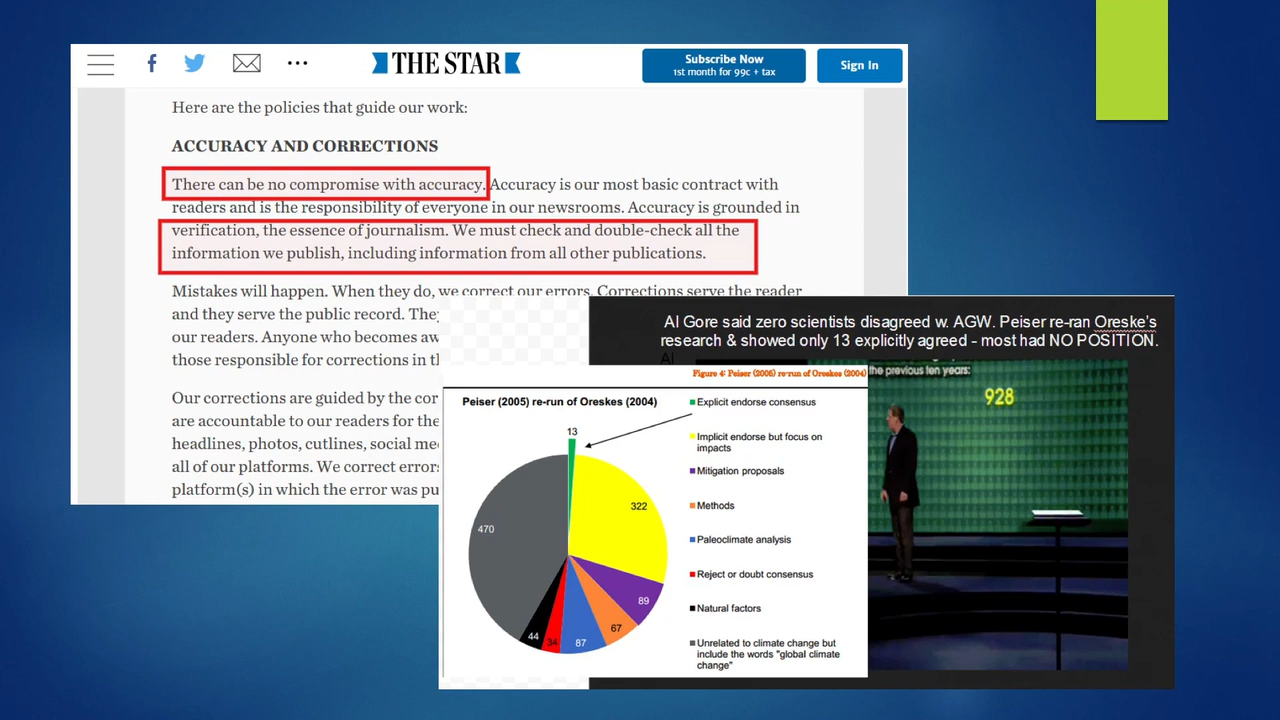 THE STAR
Subscribe Now
1st month for 99c + tax
Sign In
Here are the policies that guide our work:
ACCURACY AND CORRECTIONS
There can be no compromise with accuracy. Accuracy is our most basic contract with
readers and is the responsibility of everyone in our newsrooms. Accuracy is grounded in
verification, the essence of journalism. We must check and double-check all the
information we publish, including information from all other publications.
Mistakes will happen. When they do, we correct our errors. Corrections serve the reader
and they serve the public record. They
our readers. Anyone who becomes aw
those responsible for corrections in th
Our corrections are guided by the cor
are accountable to our readers for the
headlines, photos, cutlines, social med
all of our platforms. We correct errors
platform(s) in which the error was pu
Al Gore said zero scientists disagreed w. AGW. Peiser re-ran Oreske's
research & showed only 13 explicitly agreed - most had NO POSITION.
Al
Figure 4: Peiser (2005) re-run of Oreskes (2004)
the previous ten years:
928
Peiser (2005) re-run of Oreskes (2004)
13
322
89
67
87
34
44
470
Explicit endorse consensus
Implicit endorse but focus on
impacts
Mitigation proposals
Methods
Paleoclimate analysis
Reject or doubt consensus
Natural factors
Unrelated to climate change but
include the words "global climate
change"